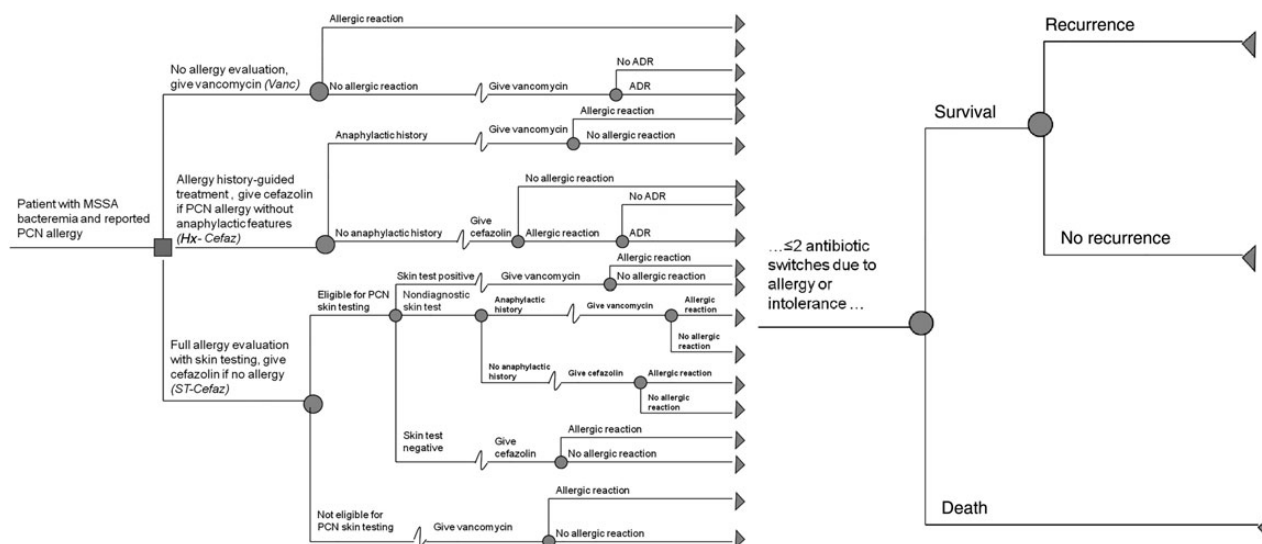 Patient with MSSA
bacteremia and reported
PCN allergy
No allergy evaluation,
give vancomycin (Vanc)
Allergic reaction
No allergic reaction
Give vancomycin
No ADR
ADR
Allergy history-guided
treatment , give cefazolin
if PCN allergy without
anaphylactic features
(Hx- Cefaz)
Anaphylactic history
Give vancomycin
Allergic reaction
No allergic reaction
No anaphylactic history
Give
cefazolin
No allergic reaction
Allergic reaction
No ADR
ADR
Full allergy evaluation
with skin testing, give
cefazolin if no allergy
(ST-Cefaz)
Eligible for PCN
skin testing
Skin test positive
Give vancomycin
Allergic reaction
No allergic reaction
Nondiagnostic
skin test
Anaphylactic
history
Give vancomycin
Allergic
reaction
No allergic
reaction
No anaphylactic
history
Give cefazolin
Allergic reaction
No allergic
reaction
Skin test
negative
Give
cefazolin
Allergic reaction
No allergic reaction
Not eligible for
PCN skin testing
Give vancomycin
Allergic reaction
No allergic reaction
…≤2 antibiotic
switches due to
allergy or
intolerance …
Survival
Recurrence
No recurrence
Death